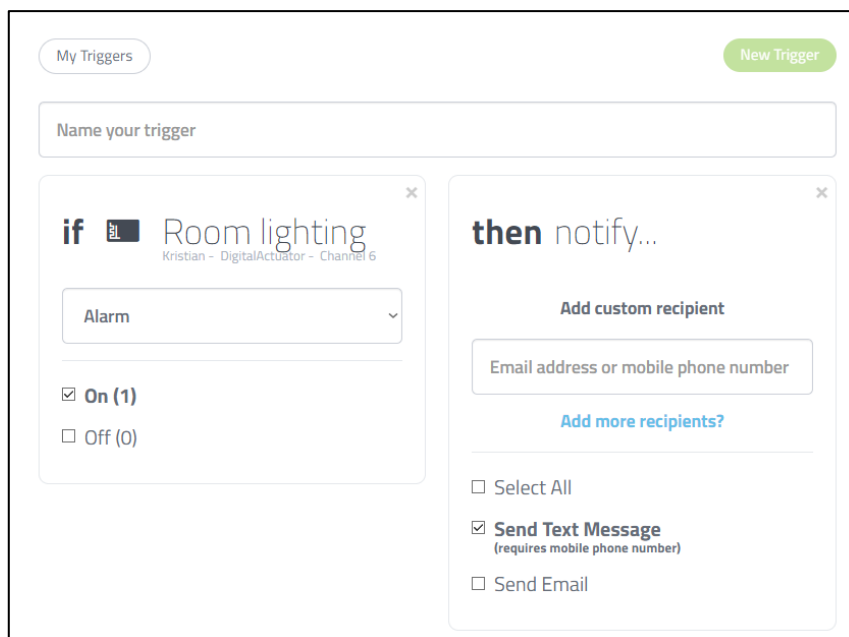 My Triggers
New Trigger
Name your trigger
if Room lighting
Kristian - DigitalActuator - Channel 6
Alarm
On (1)
Off (0)
then notify...
Add custom recipient
Email address or mobile phone number
Add more recipients?
Select All
Send Text Message
(requires mobile phone number)
Send Email